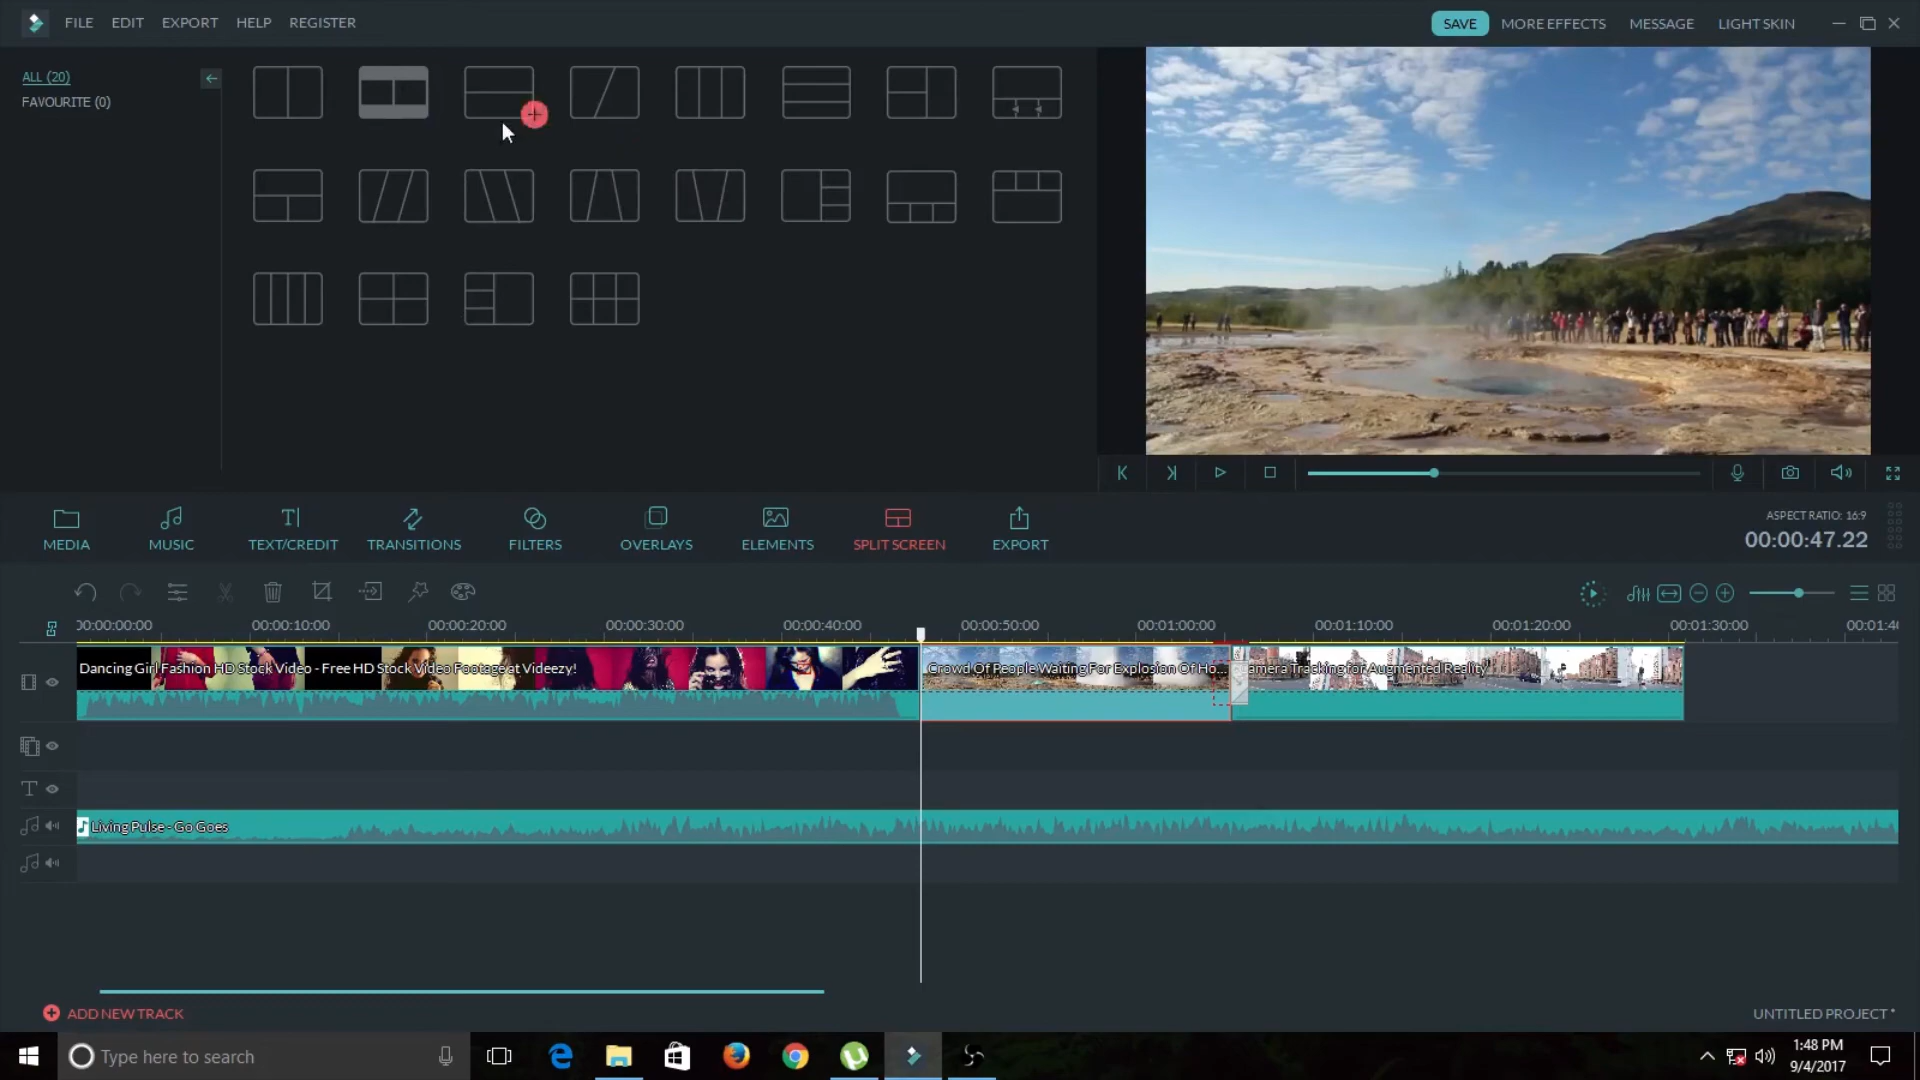 FILE EDIT EXPORT HELP REGISTER
SAVE MORE EFFECTS MESSAGE LIGHT SKIN
ALL (20)
FAVOURITE (0)
MEDIA MUSIC TEXT/CREDIT TRANSITIONS FILTERS OVERLAYS ELEMENTS SPLIT SCREEN EXPORT
ASPECT RATIO: 16:9
00:00:47.22
00:00:00:00 00:00:10:00 00:00:20:00 00:00:30:00 00:00:40:00 00:00:50:00 00:01:00:00 00:01:10:00 00:01:20:00 00:01:30:00 00:01:4
Dancing Girl Fashion HD Stock Video - Free HD Stock Video Footage at Videezy! Crowd Of People Waiting For Explosion Of Ho... Camera Tracking for Augmented Reality
Living Pulse - Go Goes
ADD NEW TRACK
UNTITLED PROJECT *
Type here to search
1:48 PM
9/4/2017